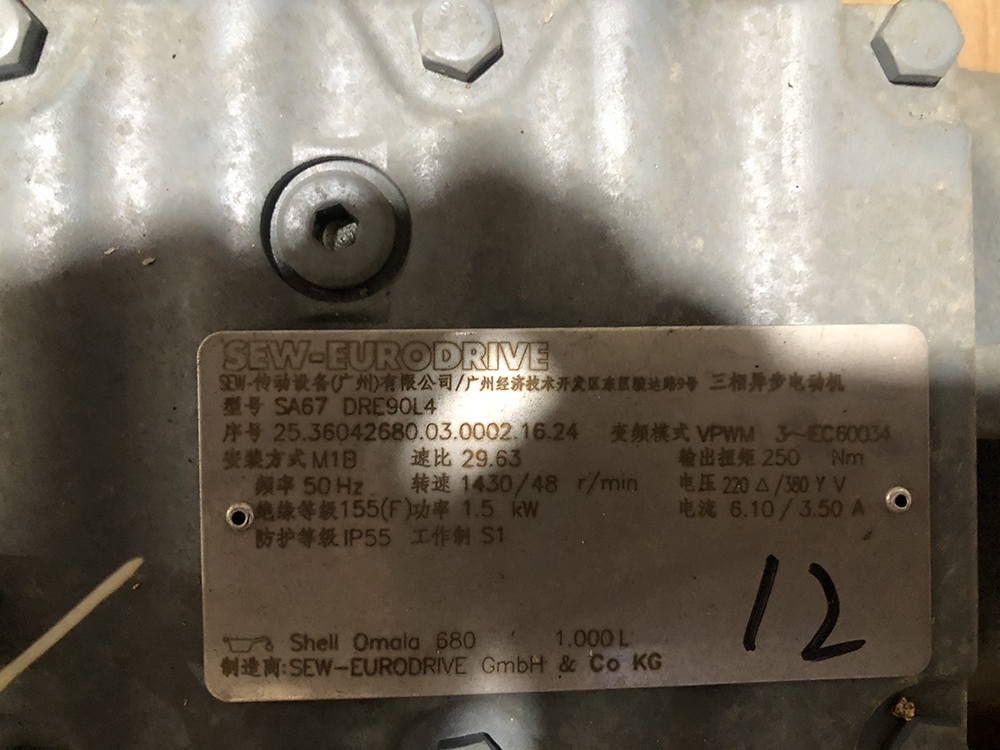 SEW-EURODRIVE
SEW-传动设备(广州)有限公司/广州经济技术开发区东区骏达路9号 三相异步电动机
型号 SA67 DRE90L4
序号 25.36042680.03.0002.16.24 变频模式 VPWM 3~IEC60034
安装方式 M1B 速比 29.63 输出扭矩 250 Nm
频率 50 Hz 转速 1430/48 r/min 电压 220 △/380 Y V
绝缘等级 155(F) 功率 1.5 kW 电流 6.10/3.50 A
防护等级 IP55 工作制 S1
12
Shell Omala 680 / 1.000 L
制造商:SEW-EURODRIVE GmbH & Co KG